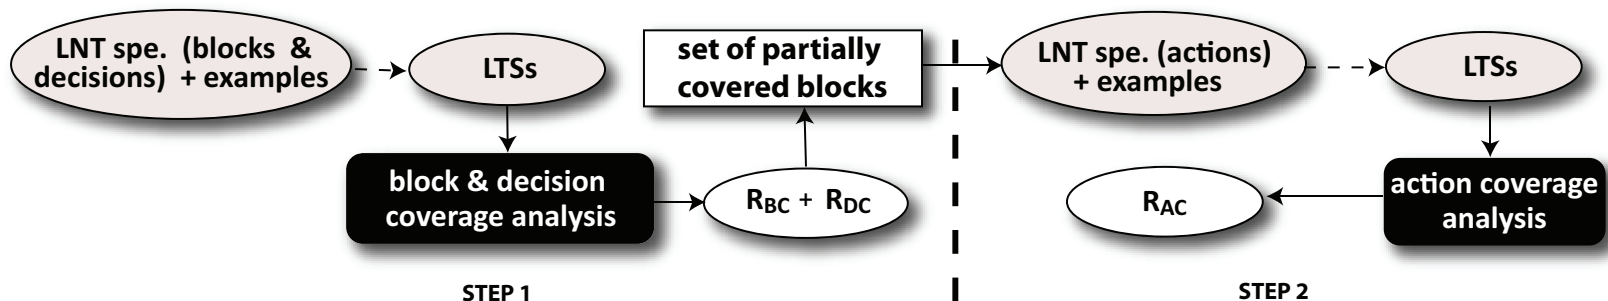 LNT spe. (blocks &
decisions) + examples
LTSs
block & decision
coverage analysis
RBC + RDC
set of partially
covered blocks
STEP 1
LNT spe. (actions)
+ examples
LTSs
action coverage
analysis
RAC
STEP 2